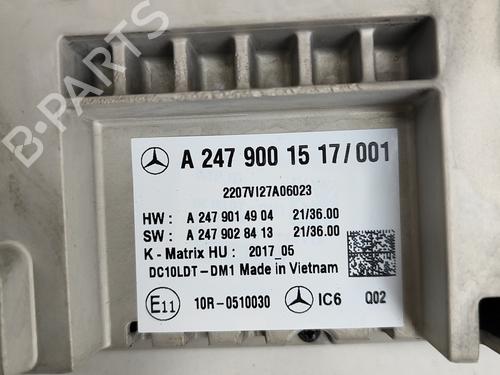 B-PARTS
A 247 900 15 17/001
2207VI27A06023
HW : A 247 901 49 04 21/36.00
SW : A 247 902 84 13 21/36.00
K - Matrix HU : 2017_05
DC10LDT-DM1 Made in Vietnam
E11 10R-0510030 IC6 Q02